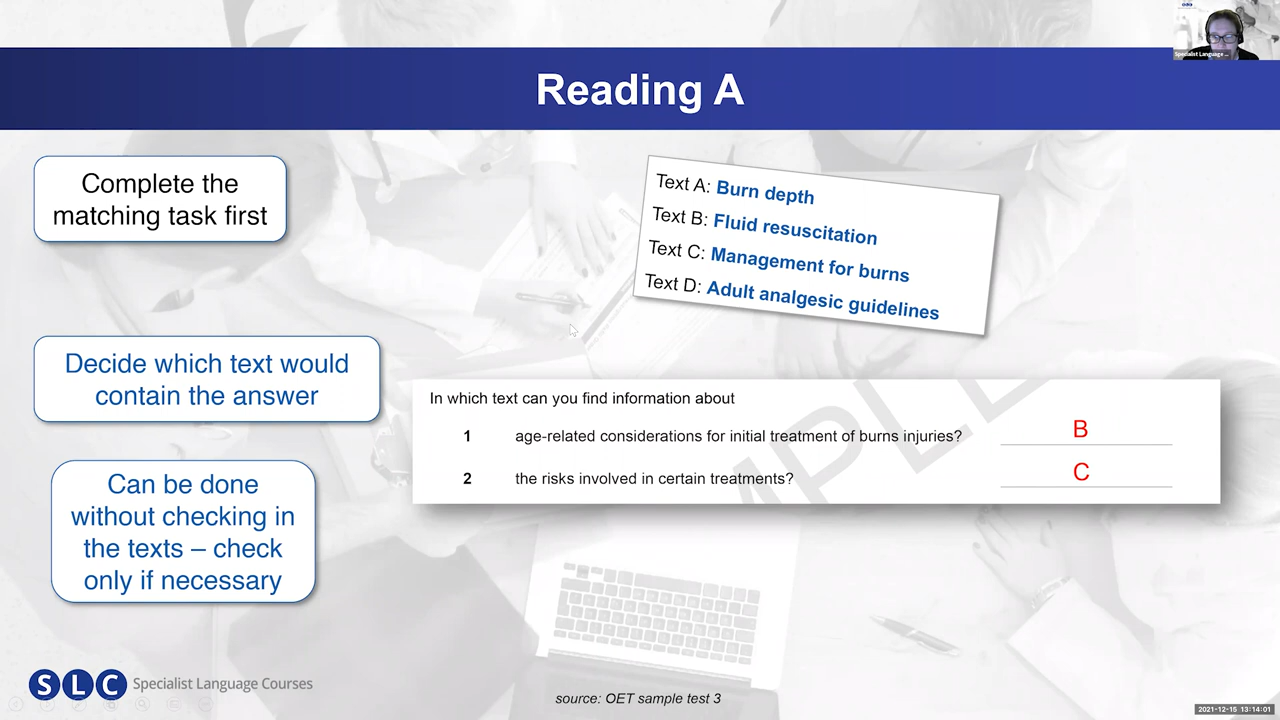 Reading A
Specialist Language ...
Complete the
matching task first
Text A: Burn depth
Text B: Fluid resuscitation
Text C: Management for burns
Text D: Adult analgesic guidelines
Decide which text would
contain the answer
In which text can you find information about
1 age-related considerations for initial treatment of burns injuries? B
2 the risks involved in certain treatments? C
Can be done
without checking in
the texts – check
only if necessary
SLC Specialist Language Courses
source: OET sample test 3
2021-12-15 13:14:01